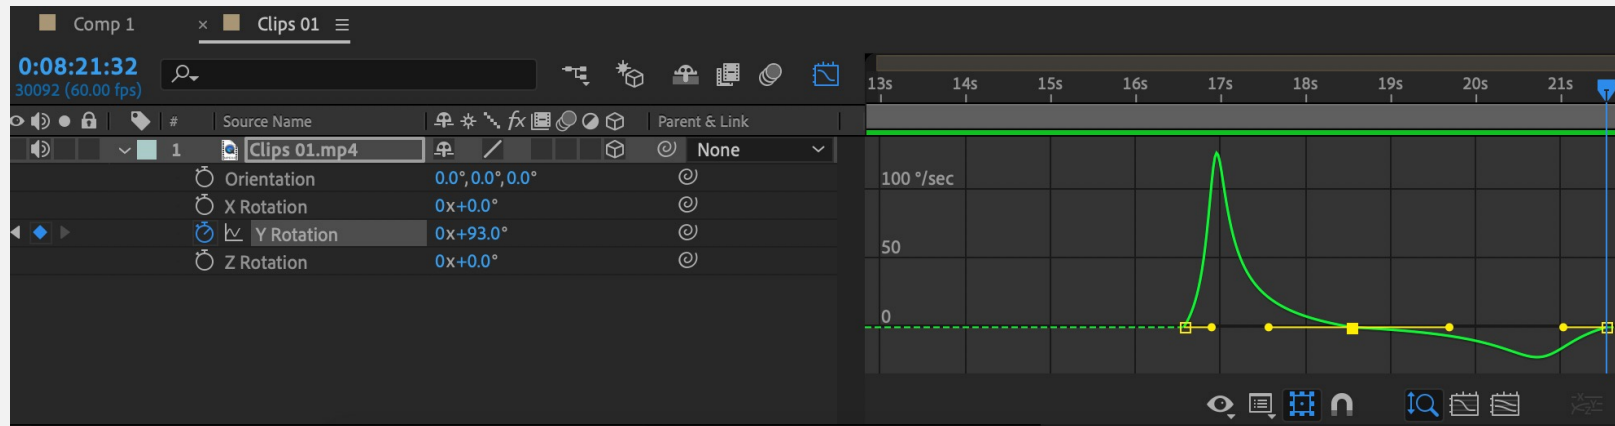 Comp 1
× Clips 01
0:08:21:32
30092 (60.00 fps)
13s 14s 15s 16s 17s 18s 19s 20s 21s
# Source Name fx Parent & Link
1 Clips 01.mp4 None
Orientation 0.0°,0.0°,0.0°
X Rotation 0x+0.0°
Y Rotation 0x+93.0°
Z Rotation 0x+0.0°
100 °/sec
50
0